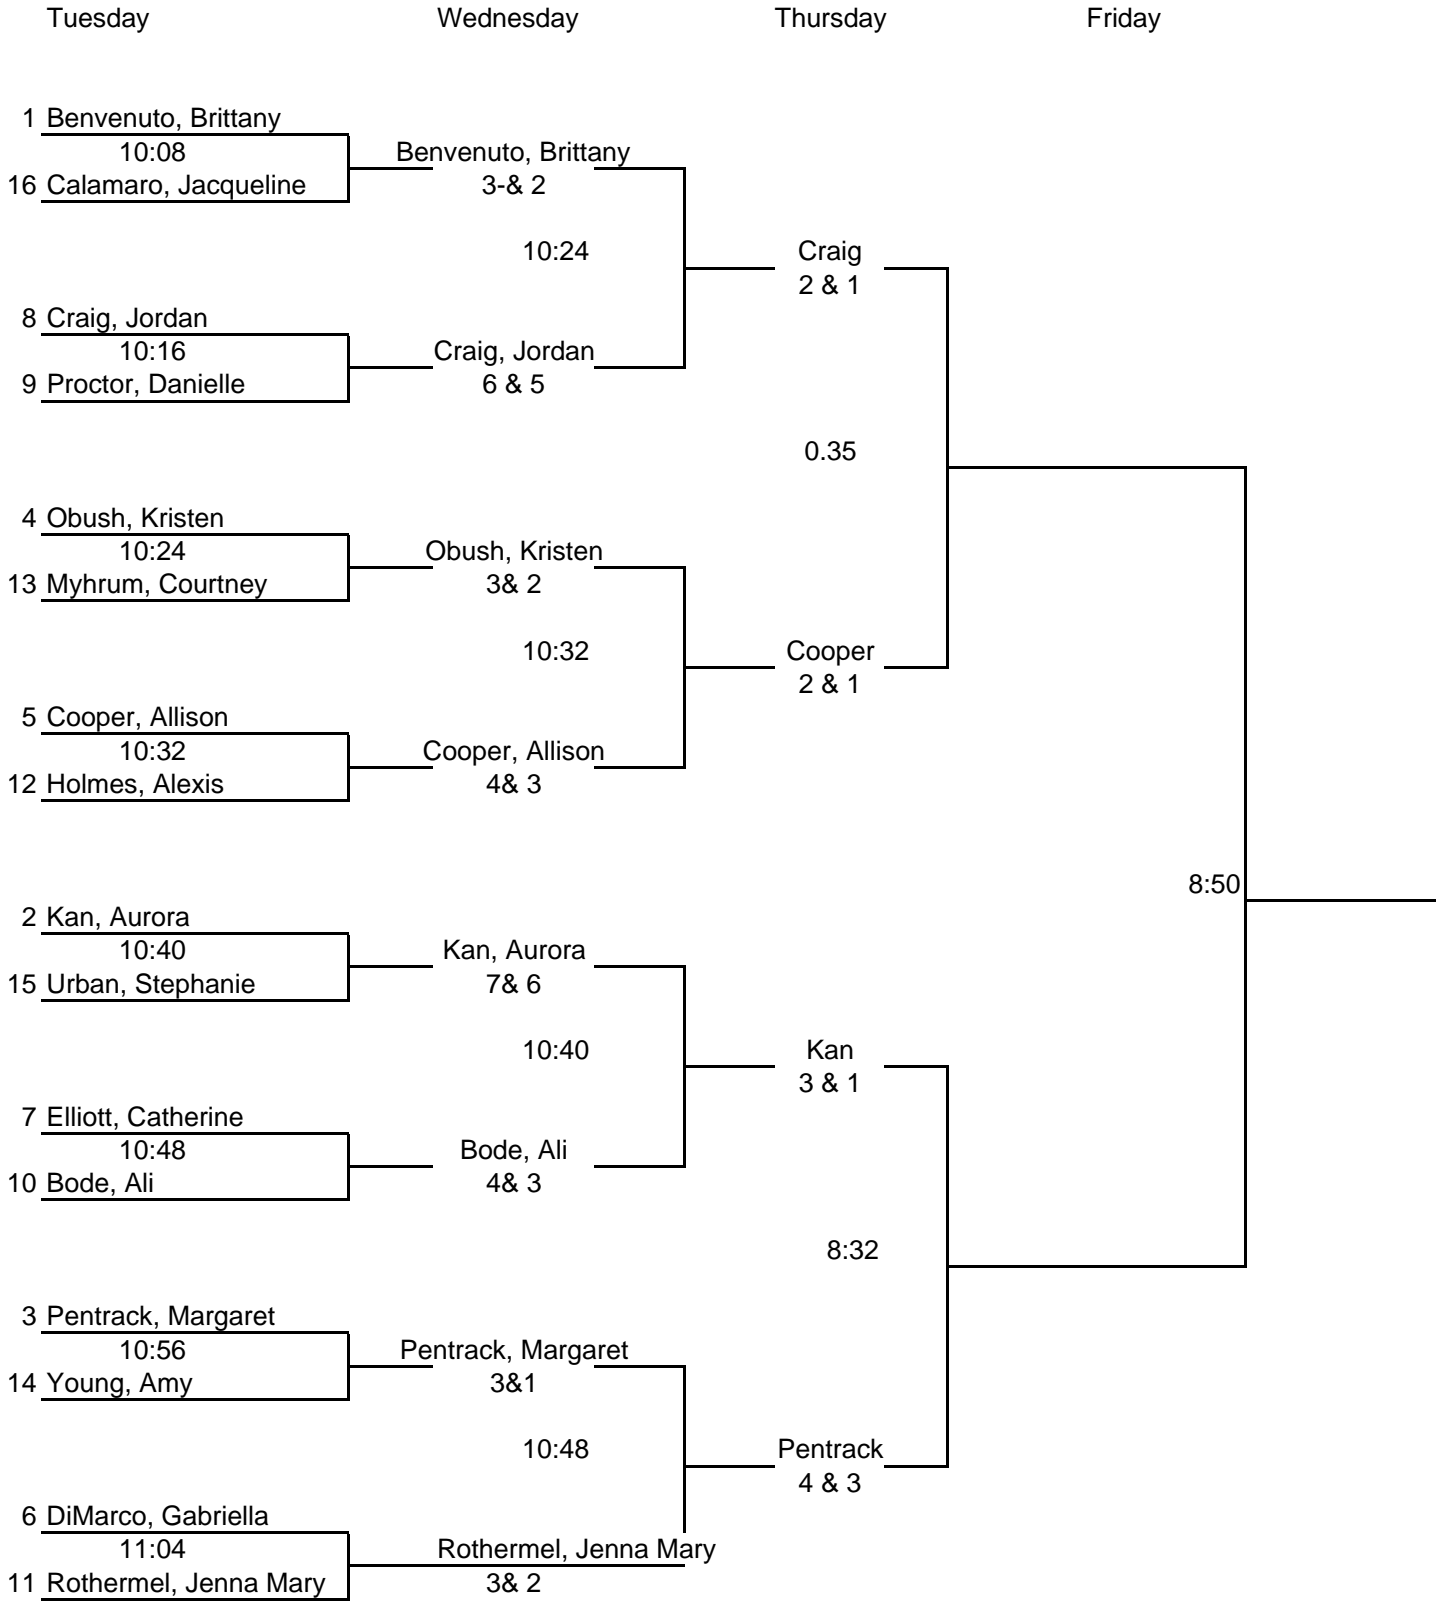 Tuesday Wednesday Thursday Friday
1 Benvenuto, Brittany
10:08 Benvenuto, Brittany
16 Calamaro, Jacqueline 3-& 2
10:24 Craig
2 & 1
8 Craig, Jordan
10:16 Craig, Jordan
9 Proctor, Danielle 6 & 5
0.35
4 Obush, Kristen
10:24 Obush, Kristen
13 Myhrum, Courtney 3& 2
10:32 Cooper
2 & 1
5 Cooper, Allison
10:32 Cooper, Allison
12 Holmes, Alexis 4& 3
8:50
2 Kan, Aurora
10:40 Kan, Aurora
15 Urban, Stephanie 7& 6
10:40 Kan
3 & 1
7 Elliott, Catherine
10:48 Bode, Ali
10 Bode, Ali 4& 3
8:32
3 Pentrack, Margaret
10:56 Pentrack, Margaret
14 Young, Amy 3&1
10:48 Pentrack
4 & 3
6 DiMarco, Gabriella
11:04 Rothermel, Jenna Mary
11 Rothermel, Jenna Mary 3& 2